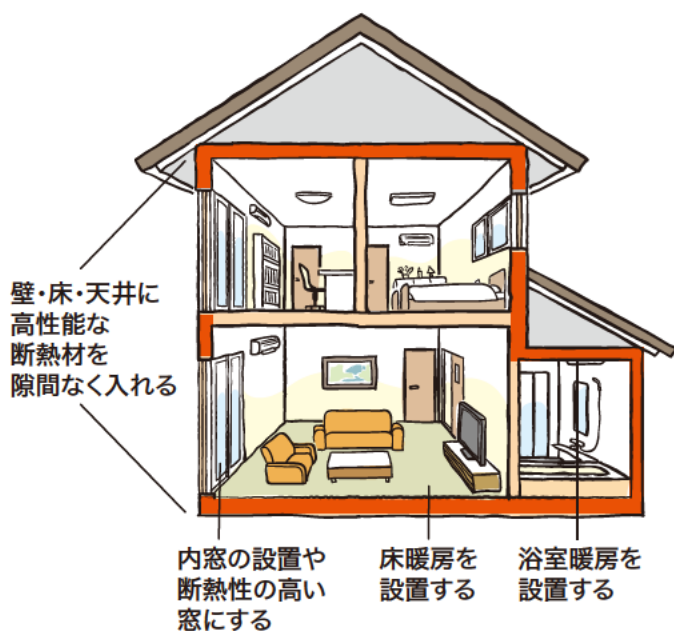 壁・床・天井に
高性能な
断熱材を
隙間なく入れる
内窓の設置や
断熱性の高い
窓にする
床暖房を
設置する
浴室暖房を
設置する